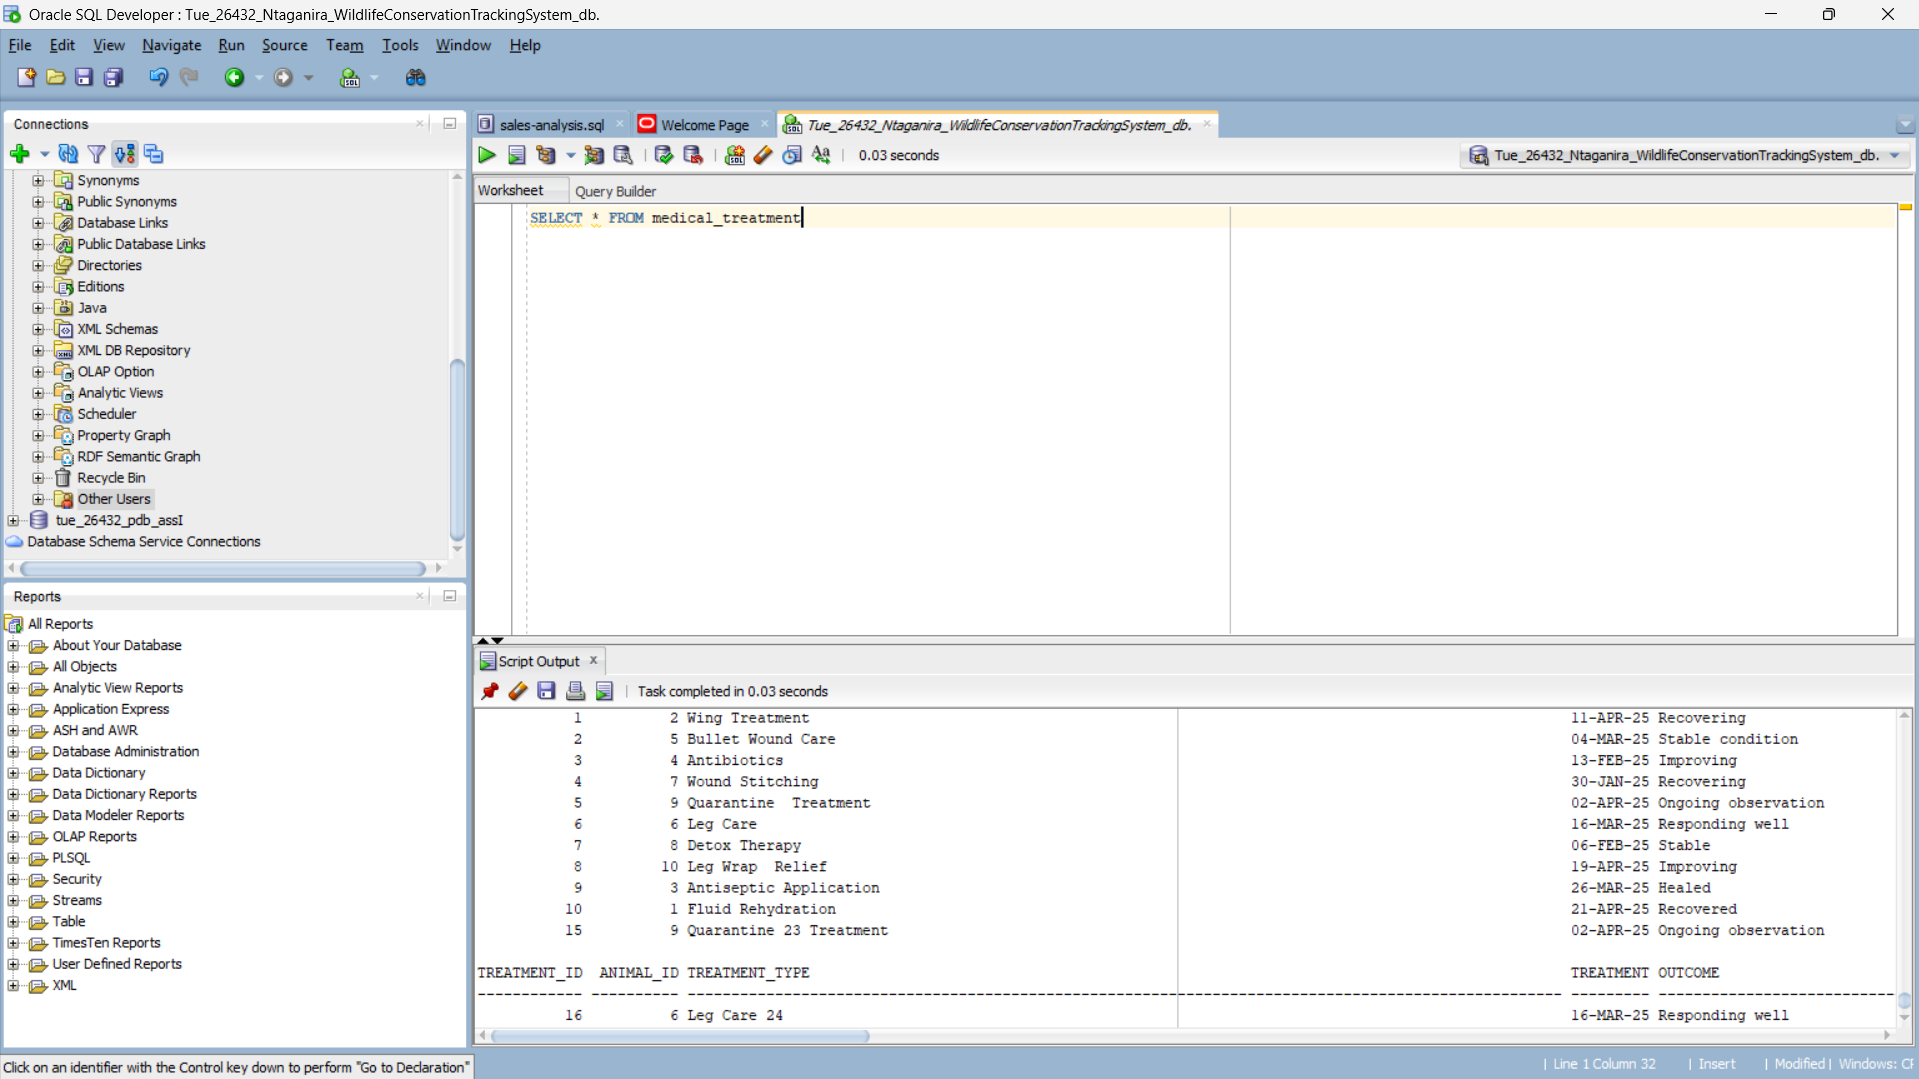 Oracle SQL Developer : Tue_26432_Ntaganira_WildlifeConservationTrackingSystem_db.
File Edit View Navigate Run Source Team Tools Window Help
Connections
Synonyms
Public Synonyms
Database Links
Public Database Links
Directories
Editions
Java
XML Schemas
XML DB Repository
OLAP Option
Analytic Views
Scheduler
Property Graph
RDF Semantic Graph
Recycle Bin
Other Users
tue_26432_pdb_assI
Database Schema Service Connections
Reports
All Reports
About Your Database
All Objects
Analytic View Reports
Application Express
ASH and AWR
Database Administration
Data Dictionary
Data Dictionary Reports
Data Modeler Reports
OLAP Reports
PLSQL
Security
Streams
Table
TimesTen Reports
User Defined Reports
XML
sales-analysis.sql Welcome Page Tue_26432_Ntaganira_WildlifeConservationTrackingSystem_db.
0.03 seconds Tue_26432_Ntaganira_WildlifeConservationTrackingSystem_db.
Worksheet Query Builder
SELECT * FROM medical_treatment
Script Output
Task completed in 0.03 seconds
1 2 Wing Treatment 11-APR-25 Recovering
2 5 Bullet Wound Care 04-MAR-25 Stable condition
3 4 Antibiotics 13-FEB-25 Improving
4 7 Wound Stitching 30-JAN-25 Recovering
5 9 Quarantine  Treatment 02-APR-25 Ongoing observation
6 6 Leg Care 16-MAR-25 Responding well
7 8 Detox Therapy 06-FEB-25 Stable
8 10 Leg Wrap  Relief 19-APR-25 Improving
9 3 Antiseptic Application 26-MAR-25 Healed
10 1 Fluid Rehydration 21-APR-25 Recovered
15 9 Quarantine 23 Treatment 02-APR-25 Ongoing observation
TREATMENT_ID ANIMAL_ID TREATMENT_TYPE TREATMENT OUTCOME
16 6 Leg Care 24 16-MAR-25 Responding well
Click on an identifier with the Control key down to perform "Go to Declaration"
| Line 1 Column 32 | Insert | Modified | Windows: CF